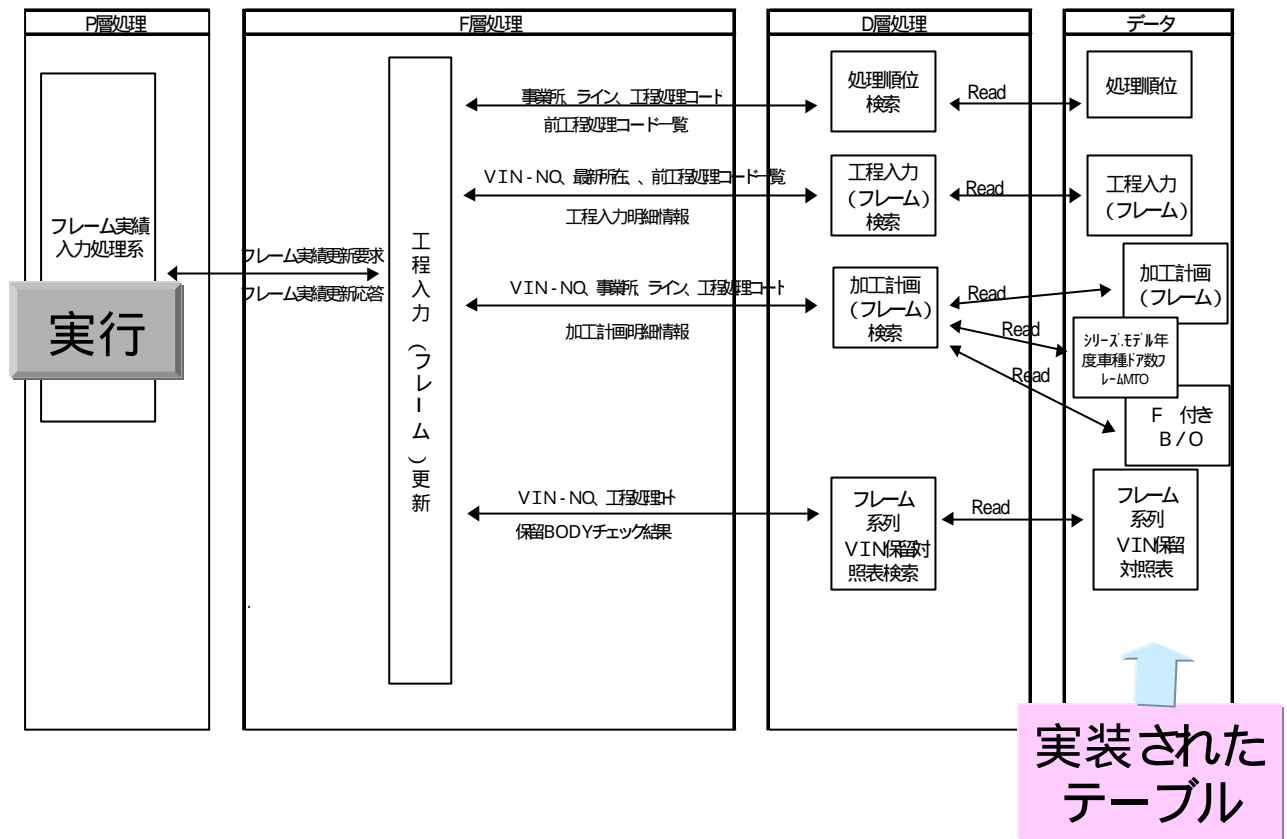 P層処理
F層処理
D層処理
データ
フレーム実績
入力処理系
実行
フレーム実績更新要求
フレーム実績更新応答
工程入力(フレーム)更新
事業所、ライン、工程処理コード
前工程処理コード一覧
処理順位
検索
Read
処理順位
VIN-NO、最新所在、、前工程処理コード一覧
工程入力明細情報
工程入力
(フレーム)
検索
Read
工程入力
(フレーム)
VIN-NO、事業所、ライン、工程処理コート
加工計画明細情報
加工計画
(フレーム)
検索
Read
Read
Read
加工計画
(フレーム)
シリーズ.モデル年
度車種ドア数フ
レームMTO
F 付き
B/O
VIN-NO、工程処理コート
保留BODYチェック結果
フレーム
系列
VIN保留対
照表検索
Read
フレーム
系列
VIN保留
対照表
.
実装された
テーブル